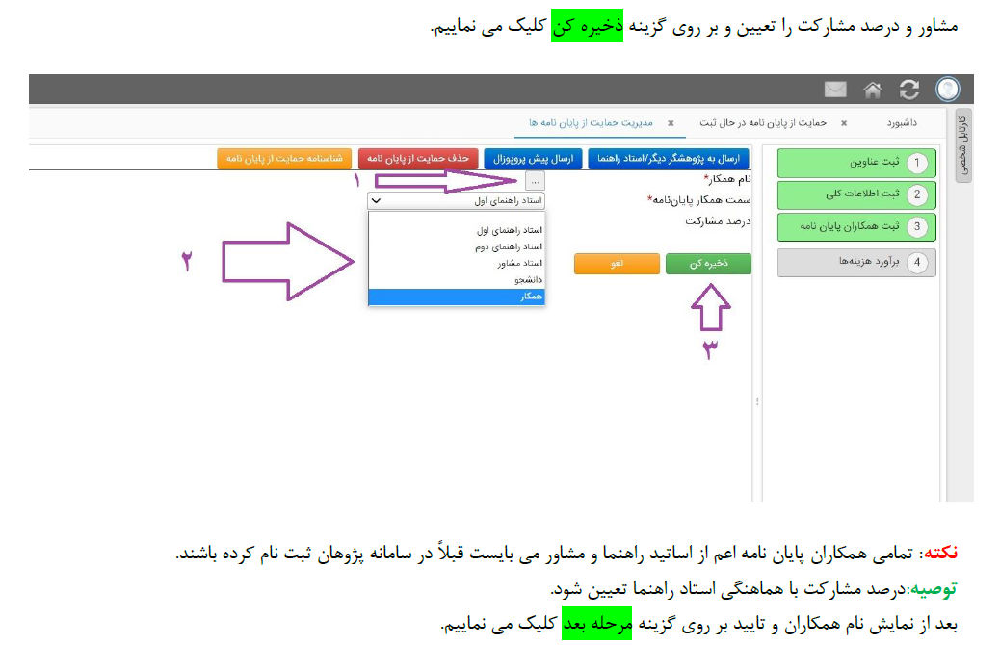 مشاور و درصد مشارکت را تعیین و بر روی گزینه ذخیره کن کلیک می نماییم.
کارتابل شخصی
داشبورد
حمایت از پایان نامه در حال ثبت x
مدیریت حمایت از پایان نامه ها x
1 ثبت عناوین
2 ثبت اطلاعات کلی
3 ثبت همکاران پایان نامه
4 برآورد هزینه‌ها
ارسال به پژوهشگر دیگر/استاد راهنما
ارسال پیش پروپوزال
حذف حمایت از پایان نامه
شناسنامه حمایت از پایان نامه
نام همکار*
...
۱
سمت همکار پایان‌نامه*
استاد راهنمای اول
درصد مشارکت
استاد راهنمای اول
استاد راهنمای دوم
استاد مشاور
دانشجو
همکار
۲
ذخیره کن
لغو
۳
نکته: تمامی همکاران پایان نامه اعم از اساتید راهنما و مشاور می بایست قبلاً در سامانه پژوهان ثبت نام کرده باشند.
توصیه:درصد مشارکت با هماهنگی استاد راهنما تعیین شود.
بعد از نمایش نام همکاران و تایید بر روی گزینه مرحله بعد کلیک می نماییم.